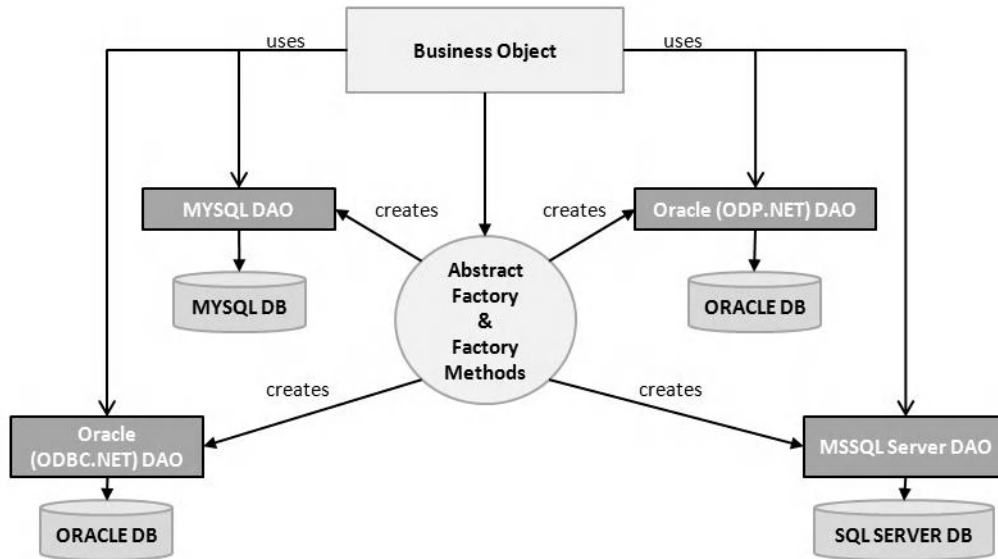 uses
Business Object
uses
MYSQL DAO
creates
creates
Oracle (ODP.NET) DAO
MYSQL DB
Abstract
Factory
&
Factory
Methods
ORACLE DB
creates
creates
Oracle
(ODBC.NET) DAO
MSSQL Server DAO
ORACLE DB
SQL SERVER DB